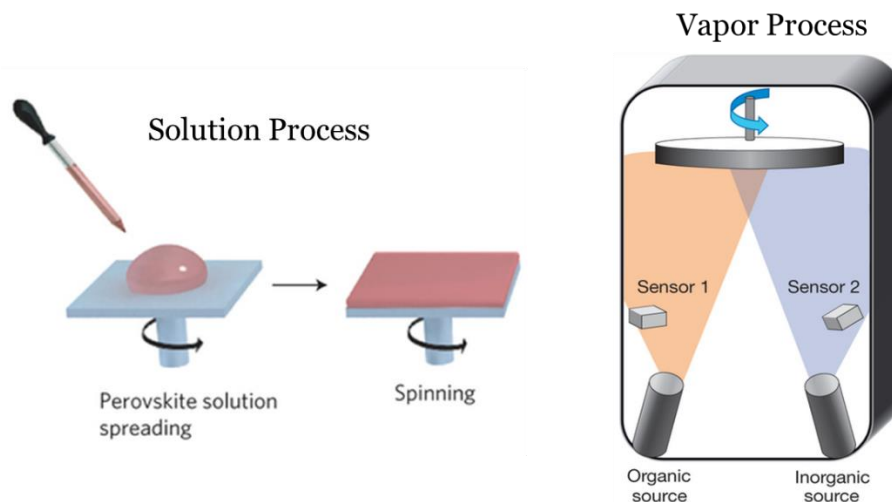 Vapor Process
Solution Process
Perovskite solution
spreading
Spinning
Sensor 1
Sensor 2
Organic
source
Inorganic
source